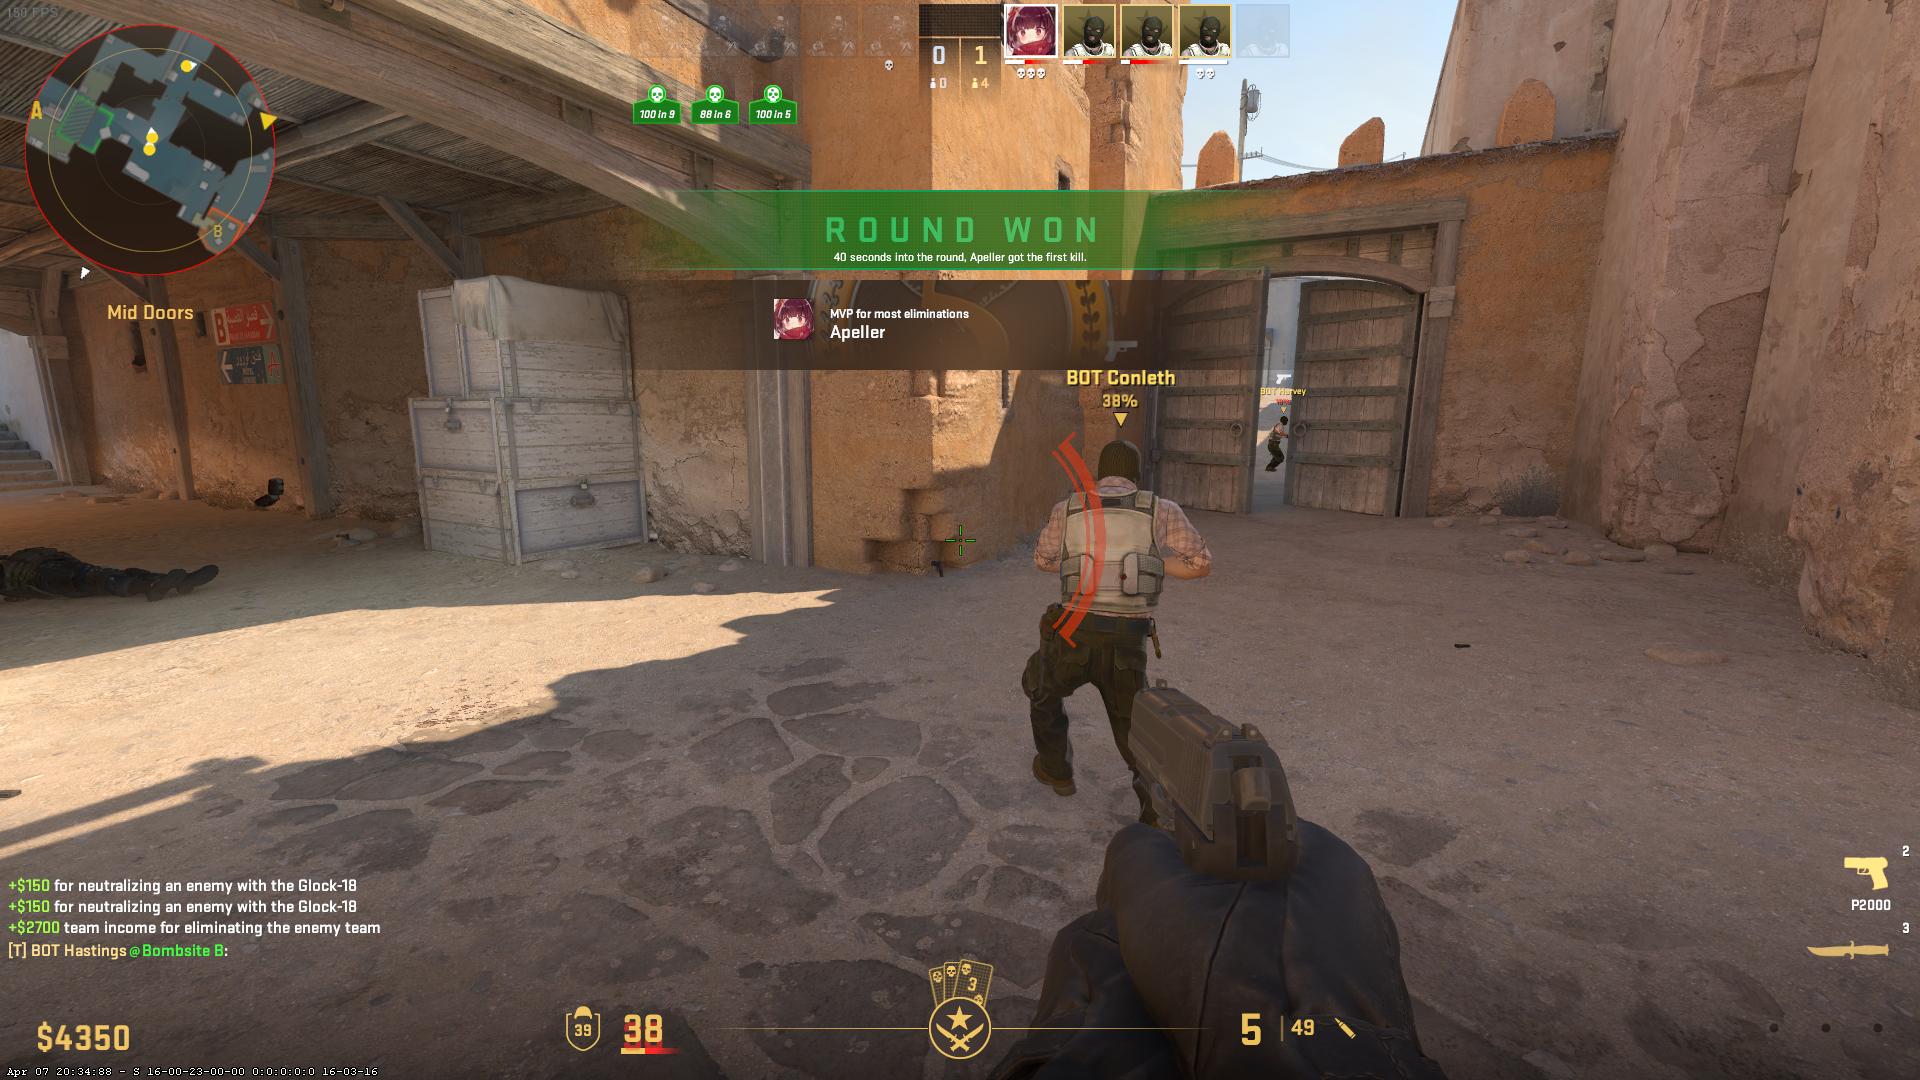 150 FPS
0
1
0
4
100 in 9
88 in 6
100 in 5
A
B
ROUND WON
40 seconds into the round, Apeller got the first kill.
MVP for most eliminations
Apeller
Mid Doors
B
BOT Conleth
38%
BOT Harvey
+$150 for neutralizing an enemy with the Glock-18
+$150 for neutralizing an enemy with the Glock-18
+$2700 team income for eliminating the enemy team
[T] BOT Hastings@Bombsite B:
2
P2000
3
3
$4350
39
38
5
49
Apr 07 20:34:88 - S 16-00-23-00-00 0:0:0:0:0 16-03-16